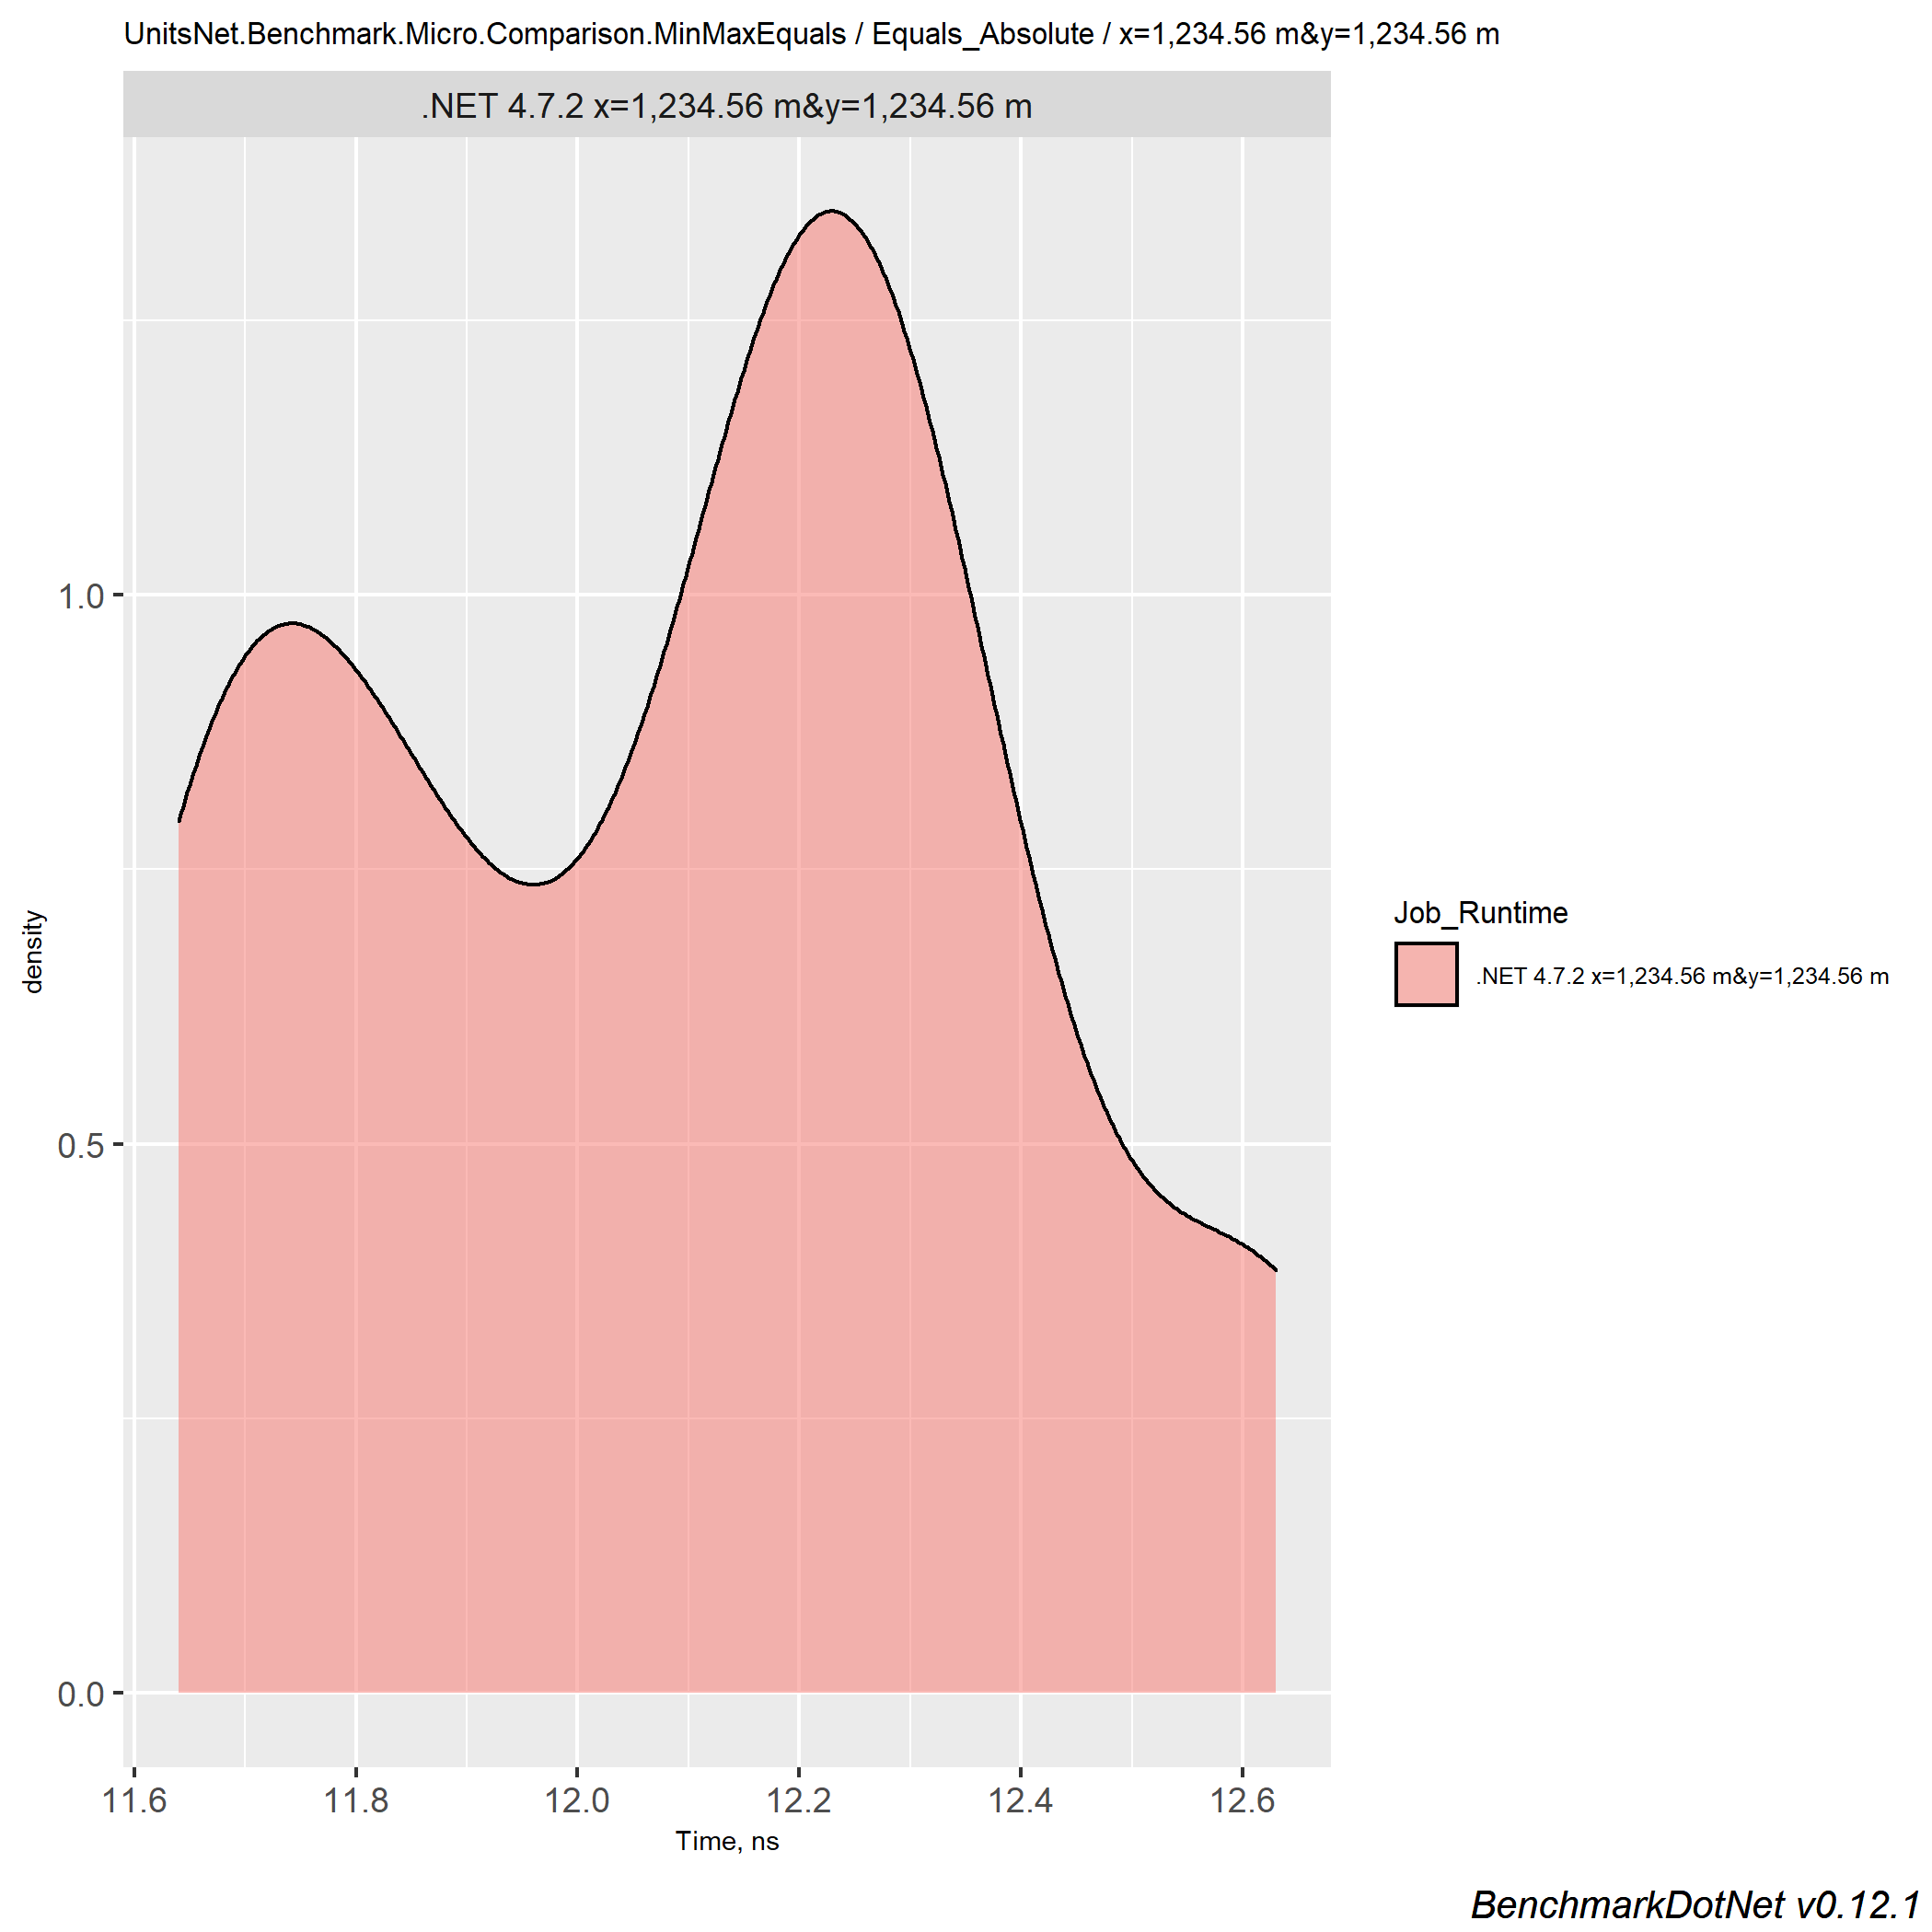 UnitsNet.Benchmark.Micro.Comparison.MinMaxEquals / Equals_Absolute / x=1,234.56 m&y=1,234.56 m
.NET 4.7.2 x=1,234.56 m&y=1,234.56 m
1.0
0.5
0.0
density
11.6 11.8 12.0 12.2 12.4 12.6
Time, ns
Job_Runtime
.NET 4.7.2 x=1,234.56 m&y=1,234.56 m
BenchmarkDotNet v0.12.1